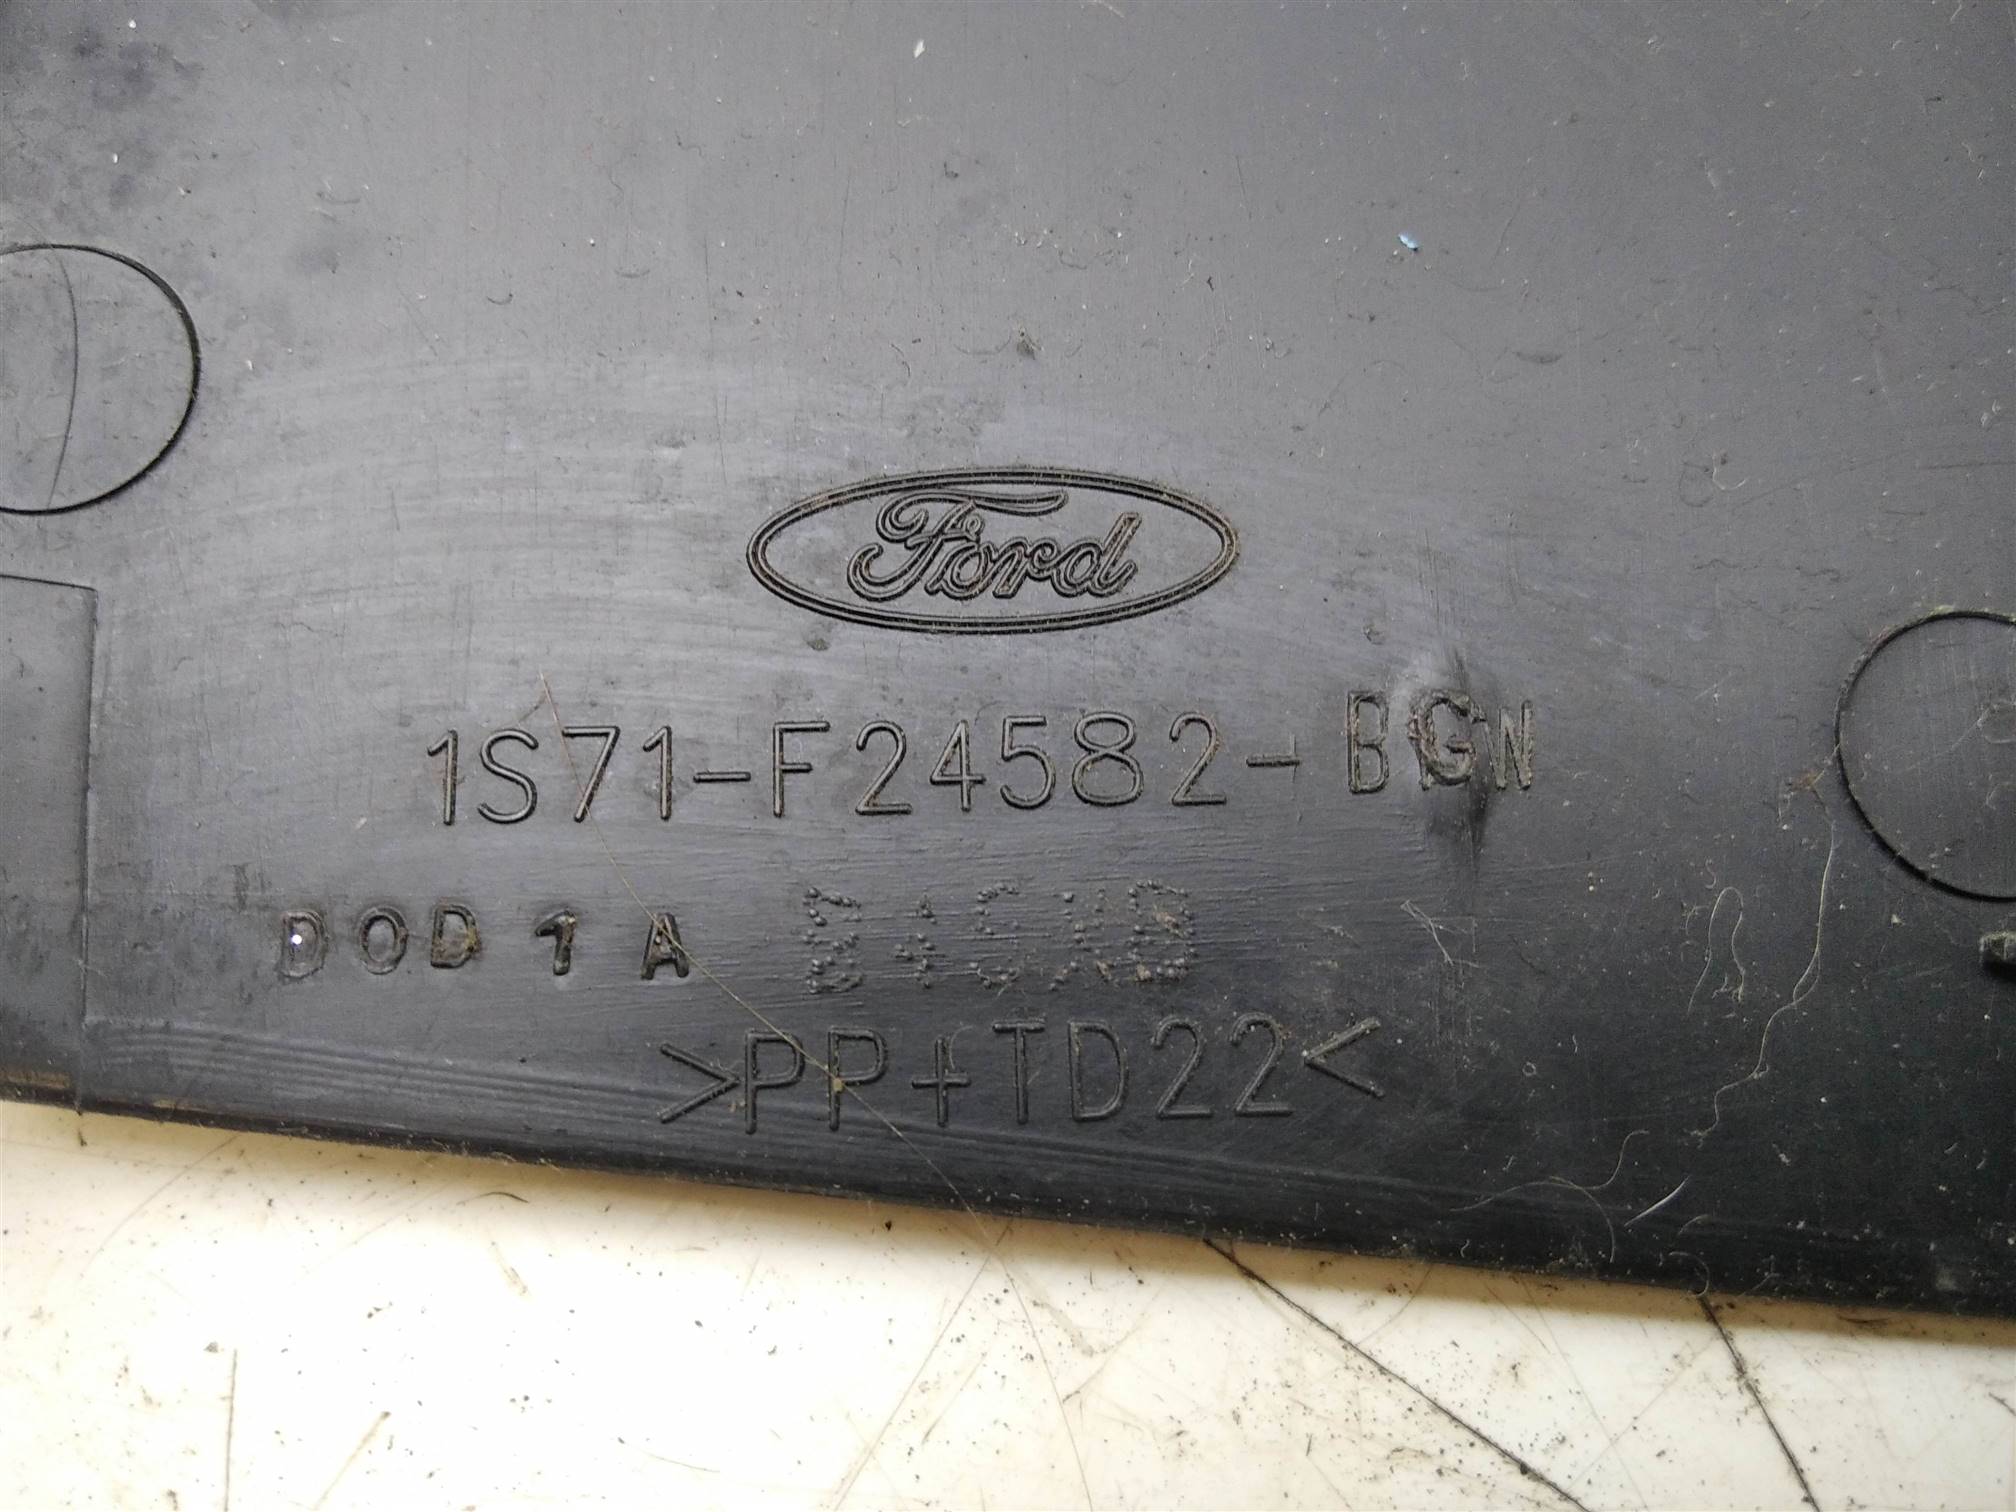 Ford
1S71-F24582-BGW
DOD 1 A
>PP+TD22<